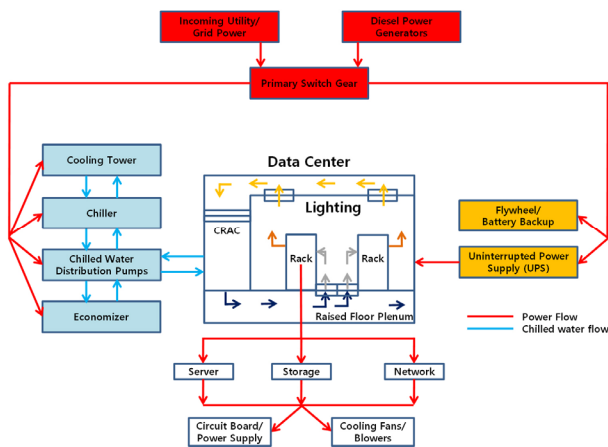 Incoming Utility/
Grid Power
Diesel Power
Generators
Primary Switch Gear
Cooling Tower
Chiller
Chilled Water
Distribution Pumps
Economizer
Data Center
Lighting
CRAC
Rack
Rack
Raised Floor Plenum
Flywheel/
Battery Backup
Uninterrupted Power
Supply (UPS)
Power Flow
Chilled water flow
Server
Storage
Network
Circuit Board/
Power Supply
Cooling Fans/
Blowers